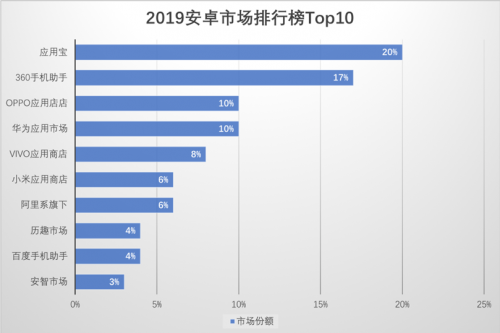 2019安卓市场排行榜Top10
应用宝 20%
360手机助手 17%
OPPO应用店店 10%
华为应用市场 10%
VIVO应用商店 8%
小米应用商店 6%
阿里系旗下 6%
历趣市场 4%
百度手机助手 4%
安智市场 3%
0% 5% 10% 15% 20% 25%
市场份额